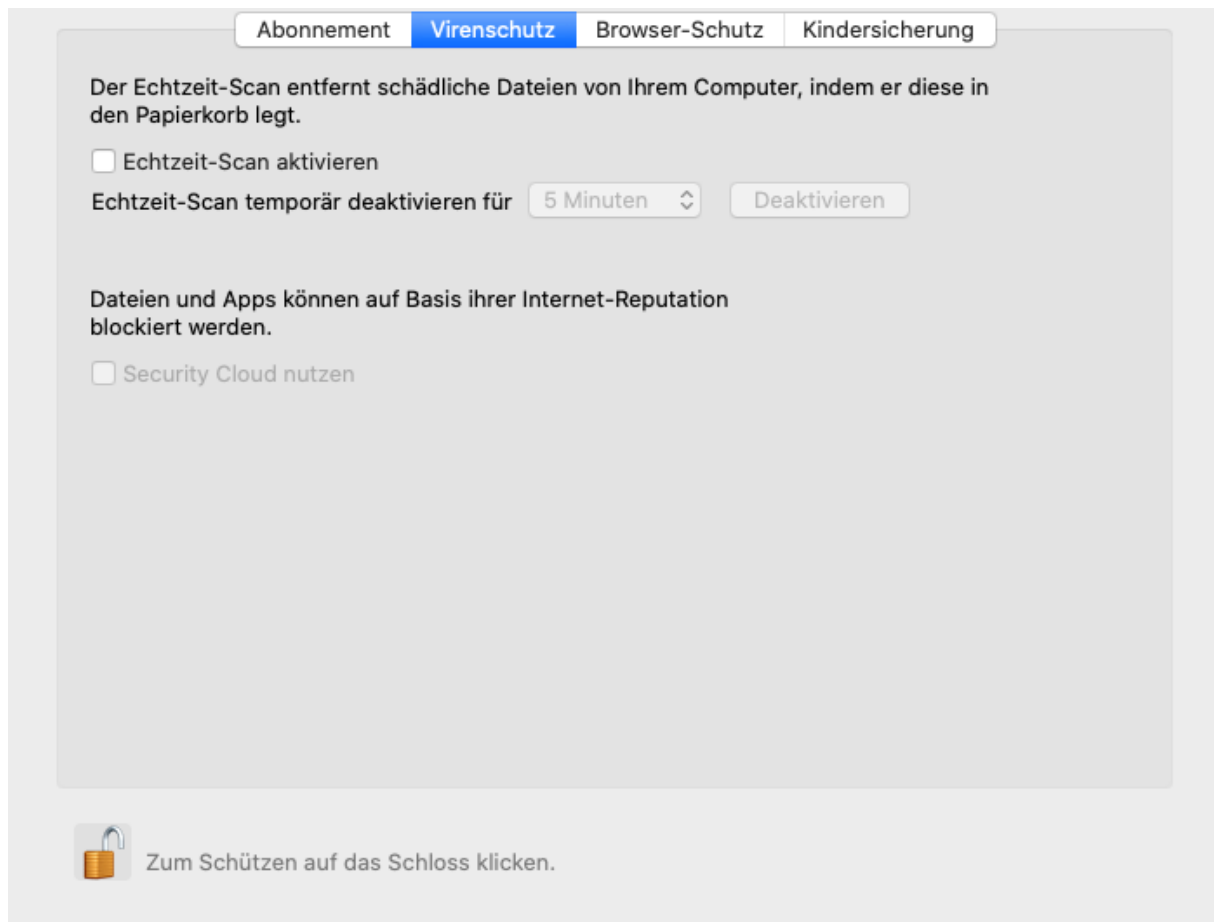 Abonnement Virenschutz Browser-Schutz Kindersicherung
Der Echtzeit-Scan entfernt schädliche Dateien von Ihrem Computer, indem er diese in
den Papierkorb legt.
Echtzeit-Scan aktivieren
Echtzeit-Scan temporär deaktivieren für 5 Minuten Deaktivieren
Dateien und Apps können auf Basis ihrer Internet-Reputation
blockiert werden.
Security Cloud nutzen
Zum Schützen auf das Schloss klicken.